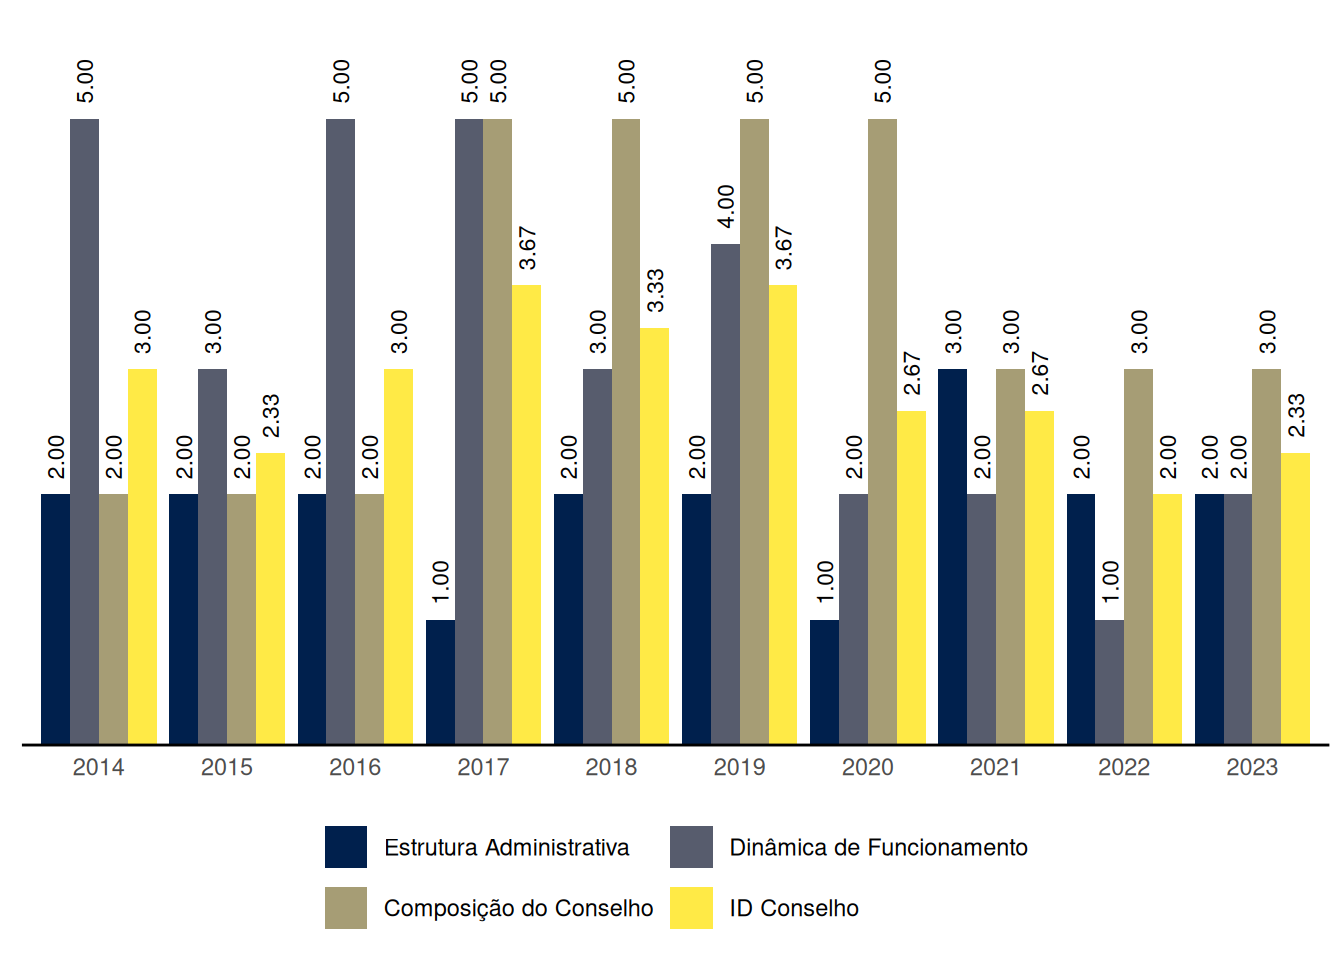 5.00 5.00 5.00 5.00 5.00 5.00 5.00
4.00
3.67 3.67
3.33
3.00 3.00 3.00 3.00 3.00 3.00 3.00 3.00
2.67 2.67
2.33 2.33
2.00 2.00 2.00 2.00 2.00 2.00 2.00 2.00 2.00 2.00 2.00 2.00 2.00 2.00
1.00 1.00 1.00
2014 2015 2016 2017 2018 2019 2020 2021 2022 2023
Estrutura Administrativa Dinâmica de Funcionamento
Composição do Conselho ID Conselho